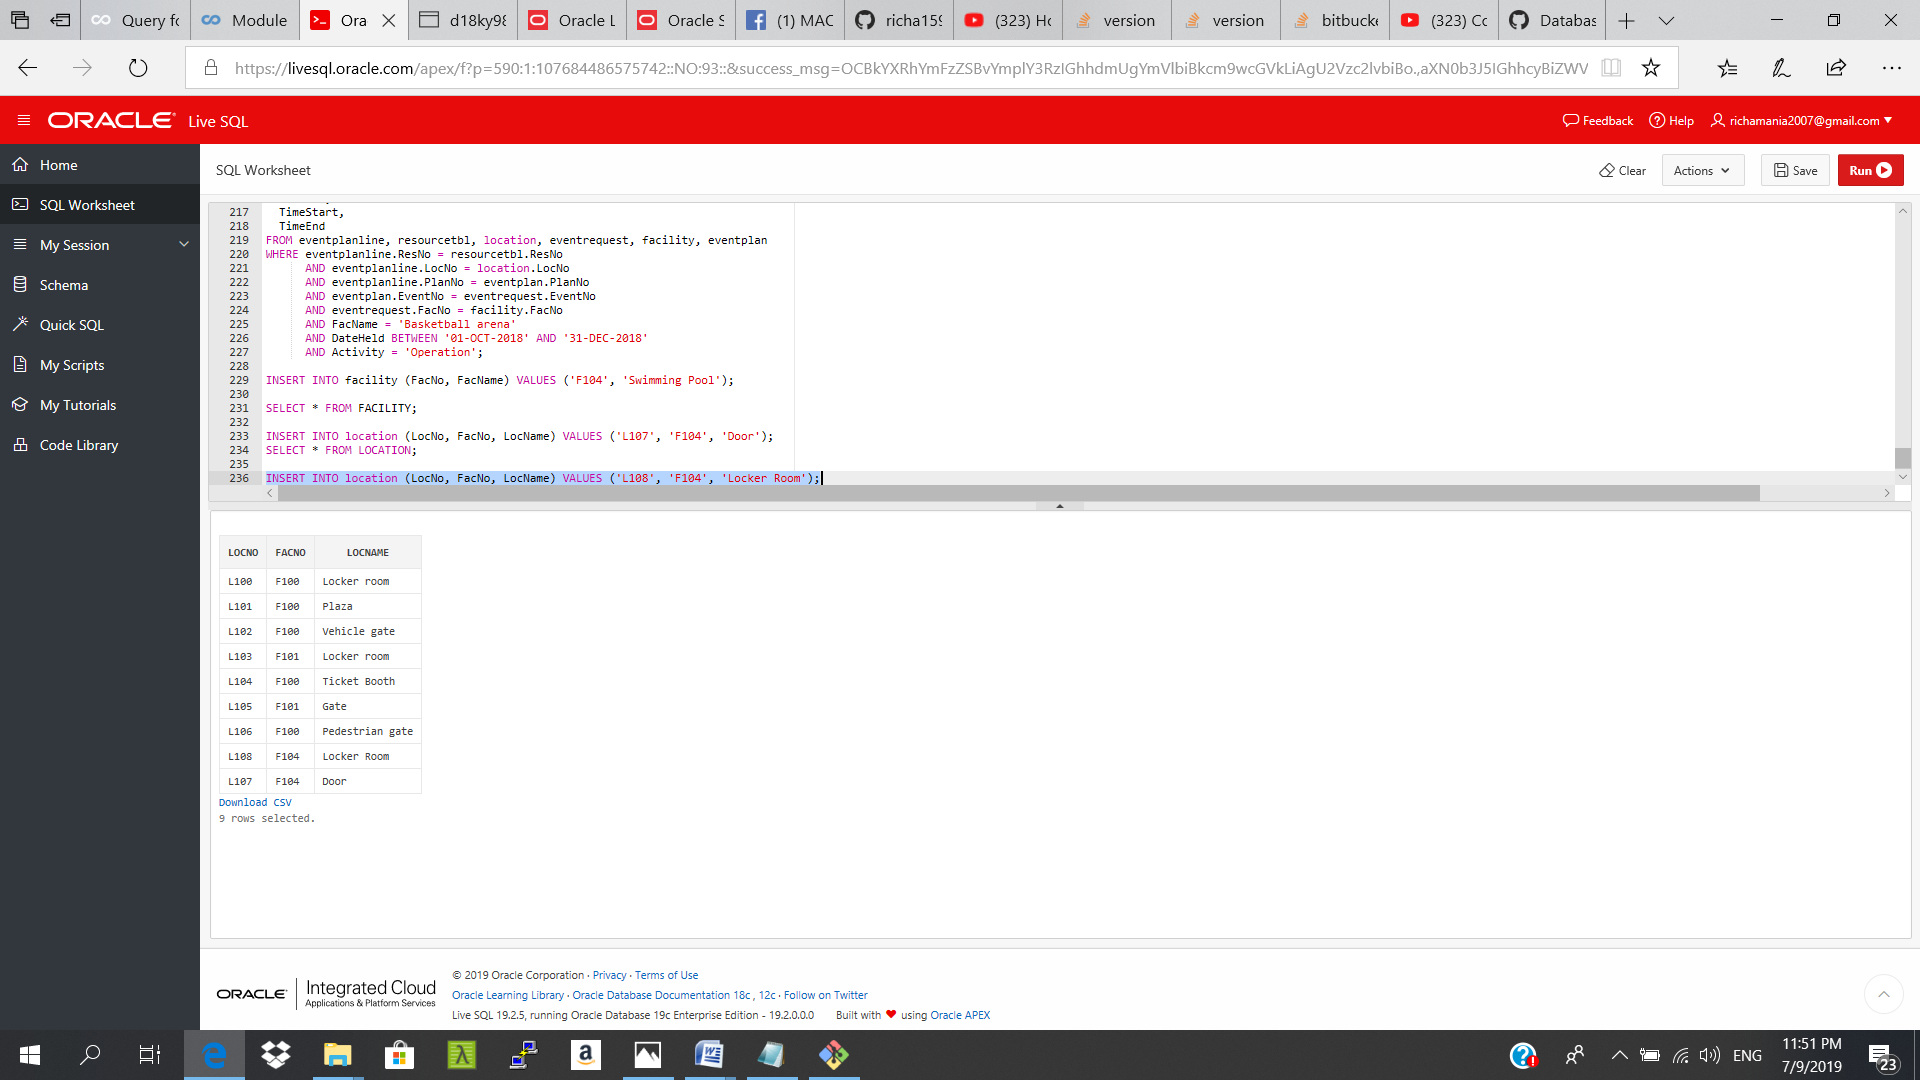 Query fo
Module
Ora
d18ky98
Oracle L
Oracle S
(1) MAC
richa159
(323) Ho
version
version
bitbucke
(323) Co
Databas
https://livesql.oracle.com/apex/f?p=590:1:107684486575742::NO:93::&success_msg=OCBkYXRhYmFzZSBvYmplY3RzIGhhdmUgYmVlbiBkcm9wcGVkLiAgU2Vzc2lvbiBo.,aXN0b3J5IGhhcyBiZWV
ORACLE Live SQL
Feedback
Help
richamania2007@gmail.com
Home
SQL Worksheet
My Session
Schema
Quick SQL
My Scripts
My Tutorials
Code Library
SQL Worksheet
Clear
Actions
Save
Run
217 TimeStart,
218 TimeEnd
219 FROM eventplanline, resourcetbl, location, eventrequest, facility, eventplan
220 WHERE eventplanline.ResNo = resourcetbl.ResNo
221 AND eventplanline.LocNo = location.LocNo
222 AND eventplanline.PlanNo = eventplan.PlanNo
223 AND eventplan.EventNo = eventrequest.EventNo
224 AND eventrequest.FacNo = facility.FacNo
225 AND FacName = 'Basketball arena'
226 AND DateHeld BETWEEN '01-OCT-2018' AND '31-DEC-2018'
227 AND Activity = 'Operation';
228
229 INSERT INTO facility (FacNo, FacName) VALUES ('F104', 'Swimming Pool');
230
231 SELECT * FROM FACILITY;
232
233 INSERT INTO location (LocNo, FacNo, LocName) VALUES ('L107', 'F104', 'Door');
234 SELECT * FROM LOCATION;
235
236 INSERT INTO location (LocNo, FacNo, LocName) VALUES ('L108', 'F104', 'Locker Room');
LOCNO FACNO LOCNAME
L100 F100 Locker room
L101 F100 Plaza
L102 F100 Vehicle gate
L103 F101 Locker room
L104 F100 Ticket Booth
L105 F101 Gate
L106 F100 Pedestrian gate
L108 F104 Locker Room
L107 F104 Door
Download CSV
9 rows selected.
ORACLE Integrated Cloud
Applications & Platform Services
© 2019 Oracle Corporation · Privacy · Terms of Use
Oracle Learning Library · Oracle Database Documentation 18c , 12c · Follow on Twitter
Live SQL 19.2.5, running Oracle Database 19c Enterprise Edition - 19.2.0.0.0 Built with ❤ using Oracle APEX
ENG
11:51 PM
7/9/2019
23